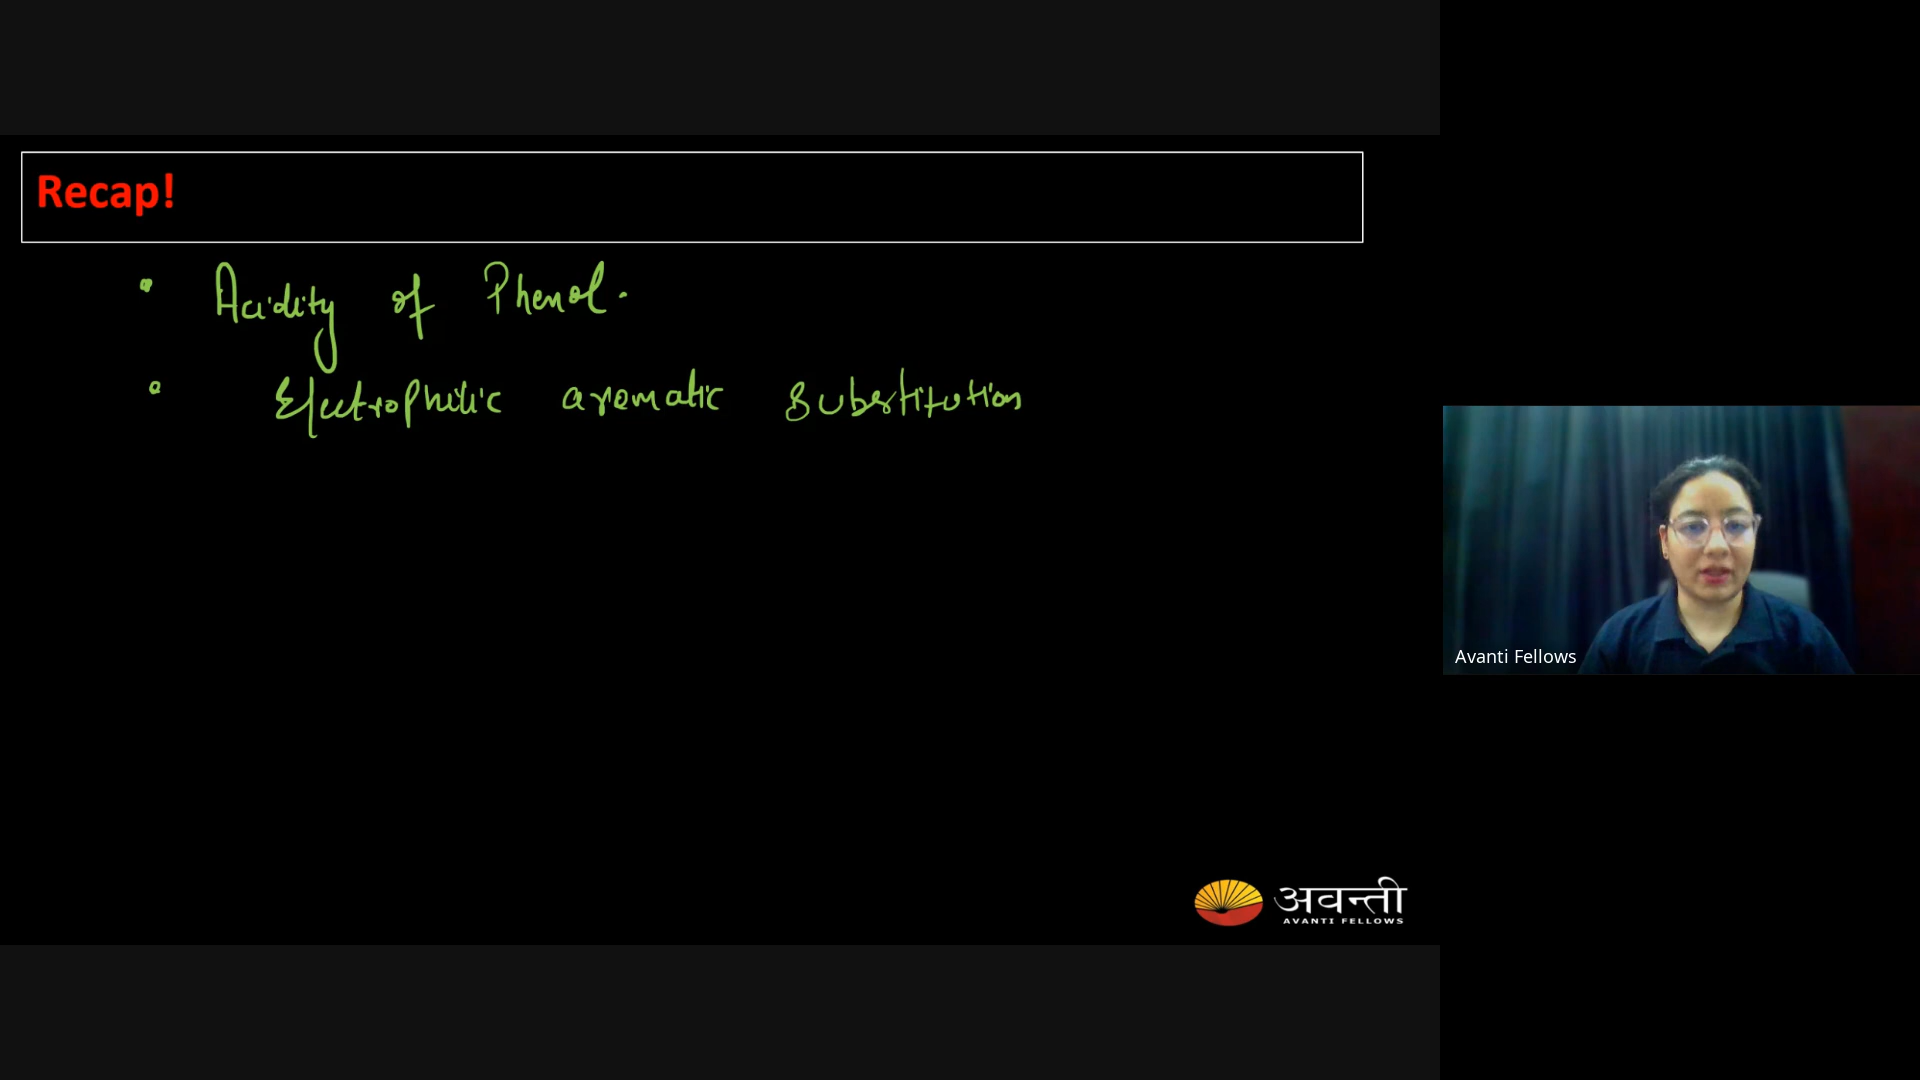 Recap!
• Acidity of Phenol.
• Electrophilic aromatic substitution
Avanti Fellows
अवन्ती
AVANTI FELLOWS